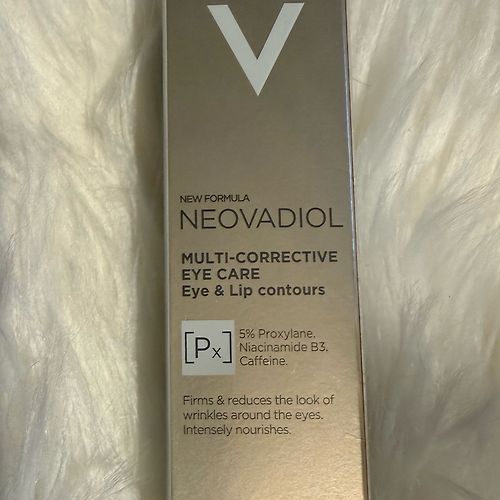 V
NEW FORMULA
NEOVADIOL
MULTI-CORRECTIVE
EYE CARE
Eye & Lip contours
[Px]
5% Proxylane.
Niacinamide B3.
Caffeine.
Firms & reduces the look of
wrinkles around the eyes.
Intensely nourishes.